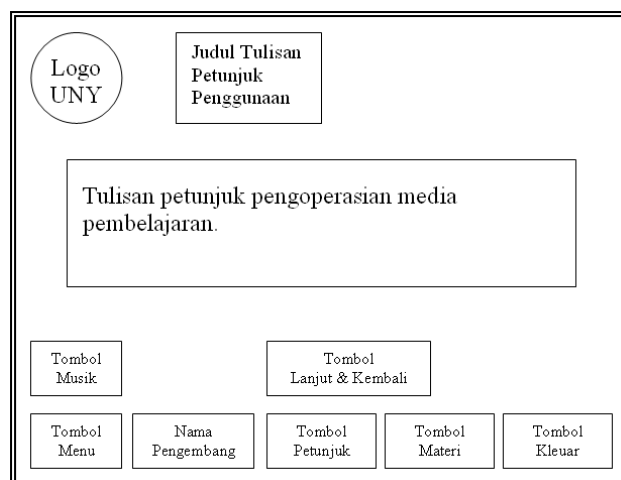 Logo
UNY
Judul Tulisan
Petunjuk
Penggunaan
Tulisan petunjuk pengoperasian media
pembelajaran.
Tombol
Musik
Tombol
Lanjut & Kembali
Tombol
Menu
Nama
Pengembang
Tombol
Petunjuk
Tombol
Materi
Tombol
Kleuar